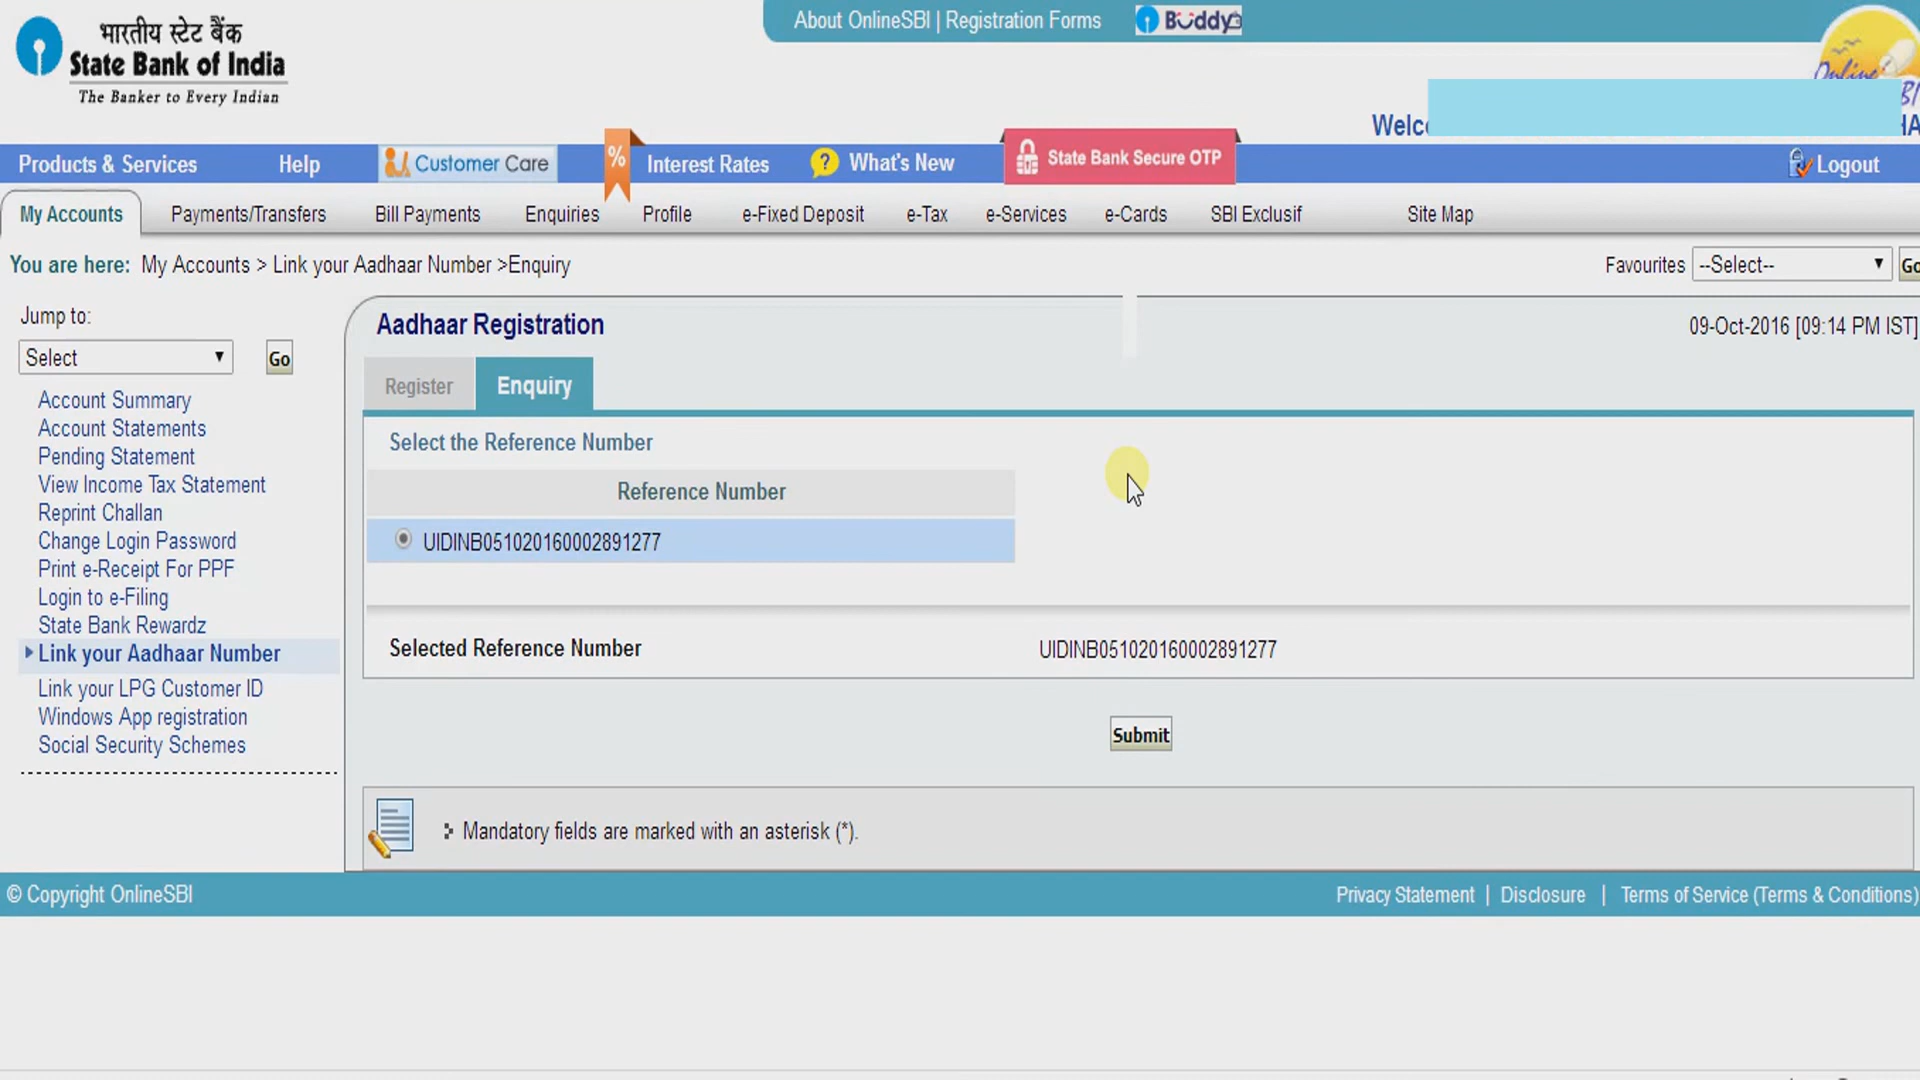 भारतीय स्टेट बैंक
State Bank of India
The Banker to Every Indian
About OnlineSBI | Registration Forms
Buddy
Online
Products & Services
Help
Customer Care
%
Interest Rates
?
What's New
State Bank Secure OTP
Logout
My Accounts
Payments/Transfers
Bill Payments
Enquiries
Profile
e-Fixed Deposit
e-Tax
e-Services
e-Cards
SBI Exclusif
Site Map
You are here: My Accounts > Link your Aadhaar Number >Enquiry
Favourites
--Select--
Jump to:
Select
Go
Account Summary
Account Statements
Pending Statement
View Income Tax Statement
Reprint Challan
Change Login Password
Print e-Receipt For PPF
Login to e-Filing
State Bank Rewardz
Link your Aadhaar Number
Link your LPG Customer ID
Windows App registration
Social Security Schemes
Aadhaar Registration
09-Oct-2016 [09:14 PM IST]
Register
Enquiry
Select the Reference Number
Reference Number
UIDINB051020160002891277
Selected Reference Number
UIDINB051020160002891277
Submit
Mandatory fields are marked with an asterisk (*).
© Copyright OnlineSBI
Privacy Statement | Disclosure | Terms of Service (Terms & Conditions)